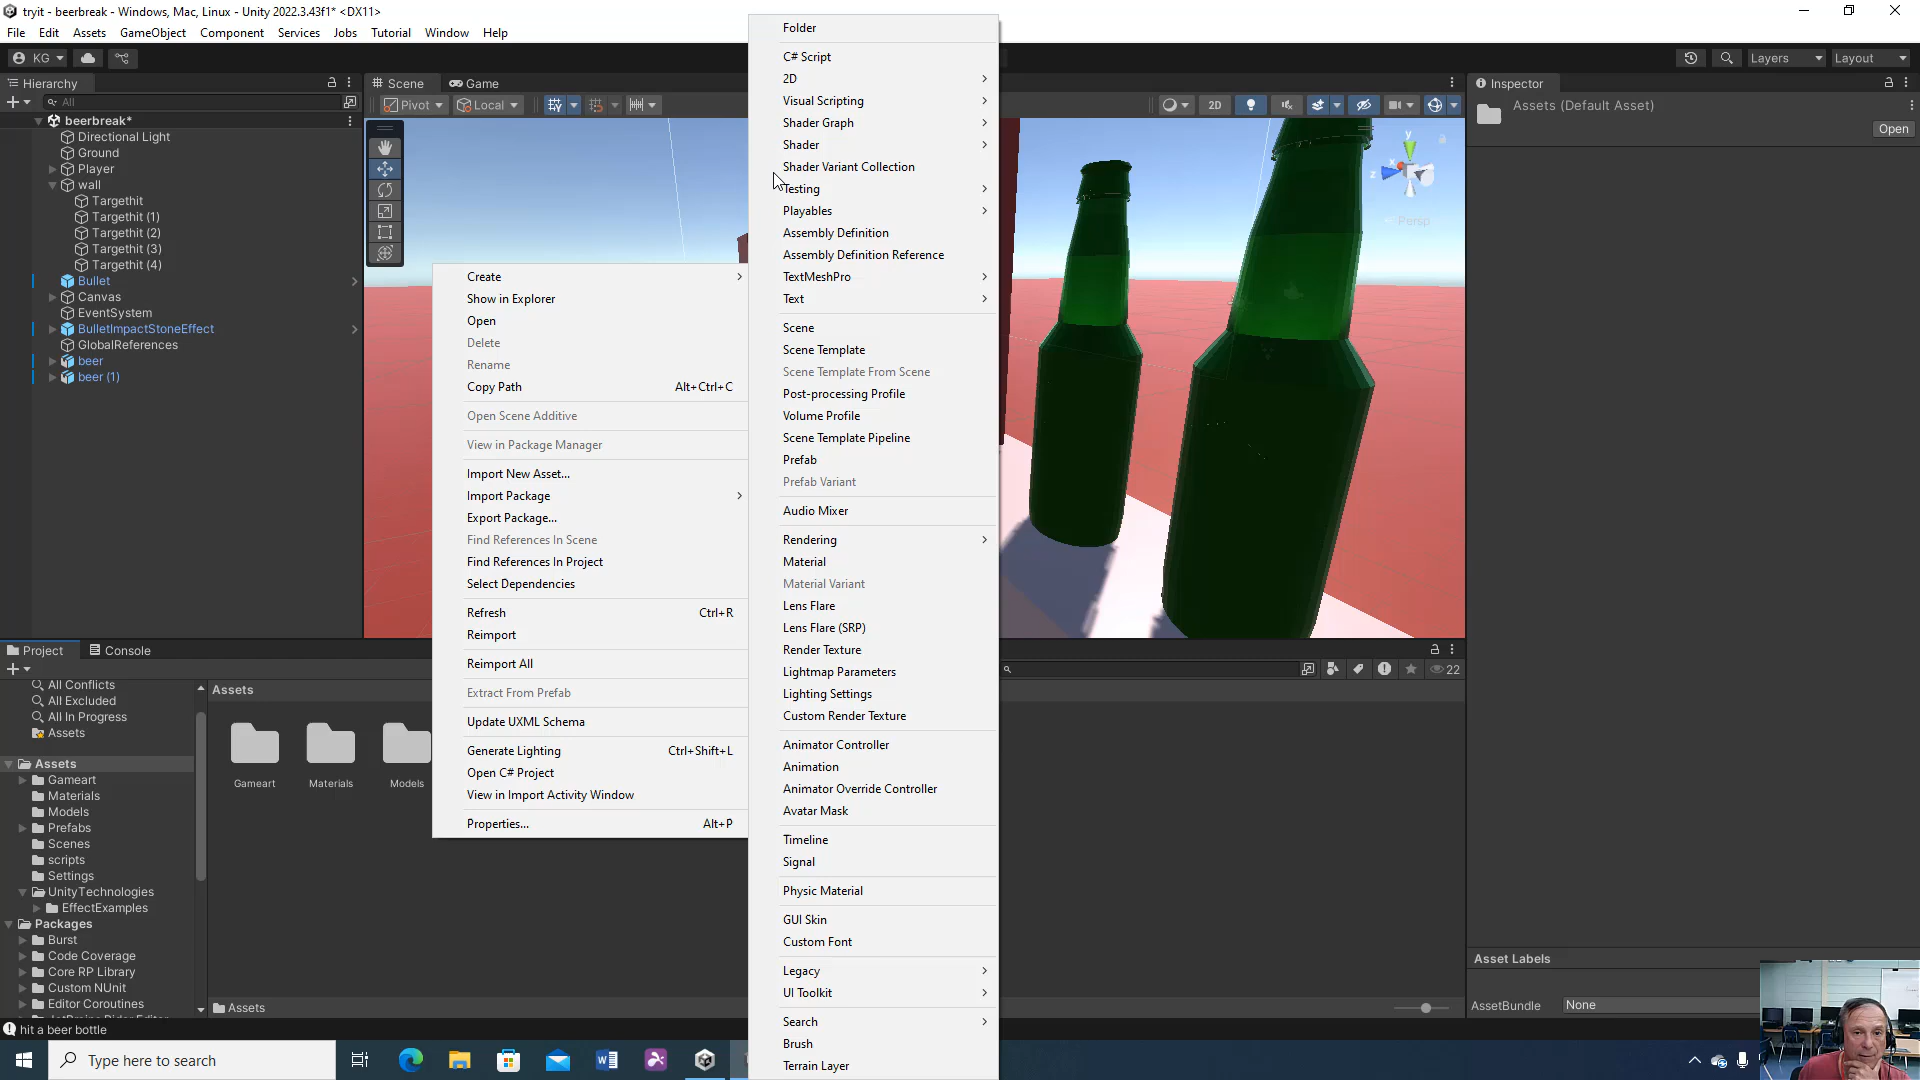 tryit - beerbreak - Windows, Mac, Linux - Unity 2022.3.43f1* <DX11>
File Edit Assets GameObject Component Services Jobs Tutorial Window Help
KG
Layers Layout
Hierarchy
All
beerbreak*
Directional Light
Ground
Player
wall
Targethit
Targethit (1)
Targethit (2)
Targethit (3)
Targethit (4)
Bullet
Canvas
EventSystem
BulletImpactStoneEffect
GlobalReferences
beer
beer (1)
Scene Game
Pivot Local
2D
y
x
z
Persp
Create
Show in Explorer
Open
Delete
Rename
Copy Path Alt+Ctrl+C
Open Scene Additive
View in Package Manager
Import New Asset...
Import Package
Export Package...
Find References In Scene
Find References In Project
Select Dependencies
Refresh Ctrl+R
Reimport
Reimport All
Extract From Prefab
Update UXML Schema
Generate Lighting Ctrl+Shift+L
Open C# Project
View in Import Activity Window
Properties... Alt+P
Folder
C# Script
2D
Visual Scripting
Shader Graph
Shader
Shader Variant Collection
Testing
Playables
Assembly Definition
Assembly Definition Reference
TextMeshPro
Text
Scene
Scene Template
Scene Template From Scene
Post-processing Profile
Volume Profile
Scene Template Pipeline
Prefab
Prefab Variant
Audio Mixer
Rendering
Material
Material Variant
Lens Flare
Lens Flare (SRP)
Render Texture
Lightmap Parameters
Lighting Settings
Custom Render Texture
Animator Controller
Animation
Animator Override Controller
Avatar Mask
Timeline
Signal
Physic Material
GUI Skin
Custom Font
Legacy
UI Toolkit
Search
Brush
Terrain Layer
Inspector
Assets (Default Asset)
Open
Asset Labels
AssetBundle None
Project Console
22
All Conflicts
All Excluded
All In Progress
Assets
Assets
Gameart
Materials
Models
Prefabs
Scenes
scripts
Settings
UnityTechnologies
EffectExamples
Packages
Burst
Code Coverage
Core RP Library
Custom NUnit
Editor Coroutines
Assets
Gameart Materials Models
Assets
hit a beer bottle
Type here to search